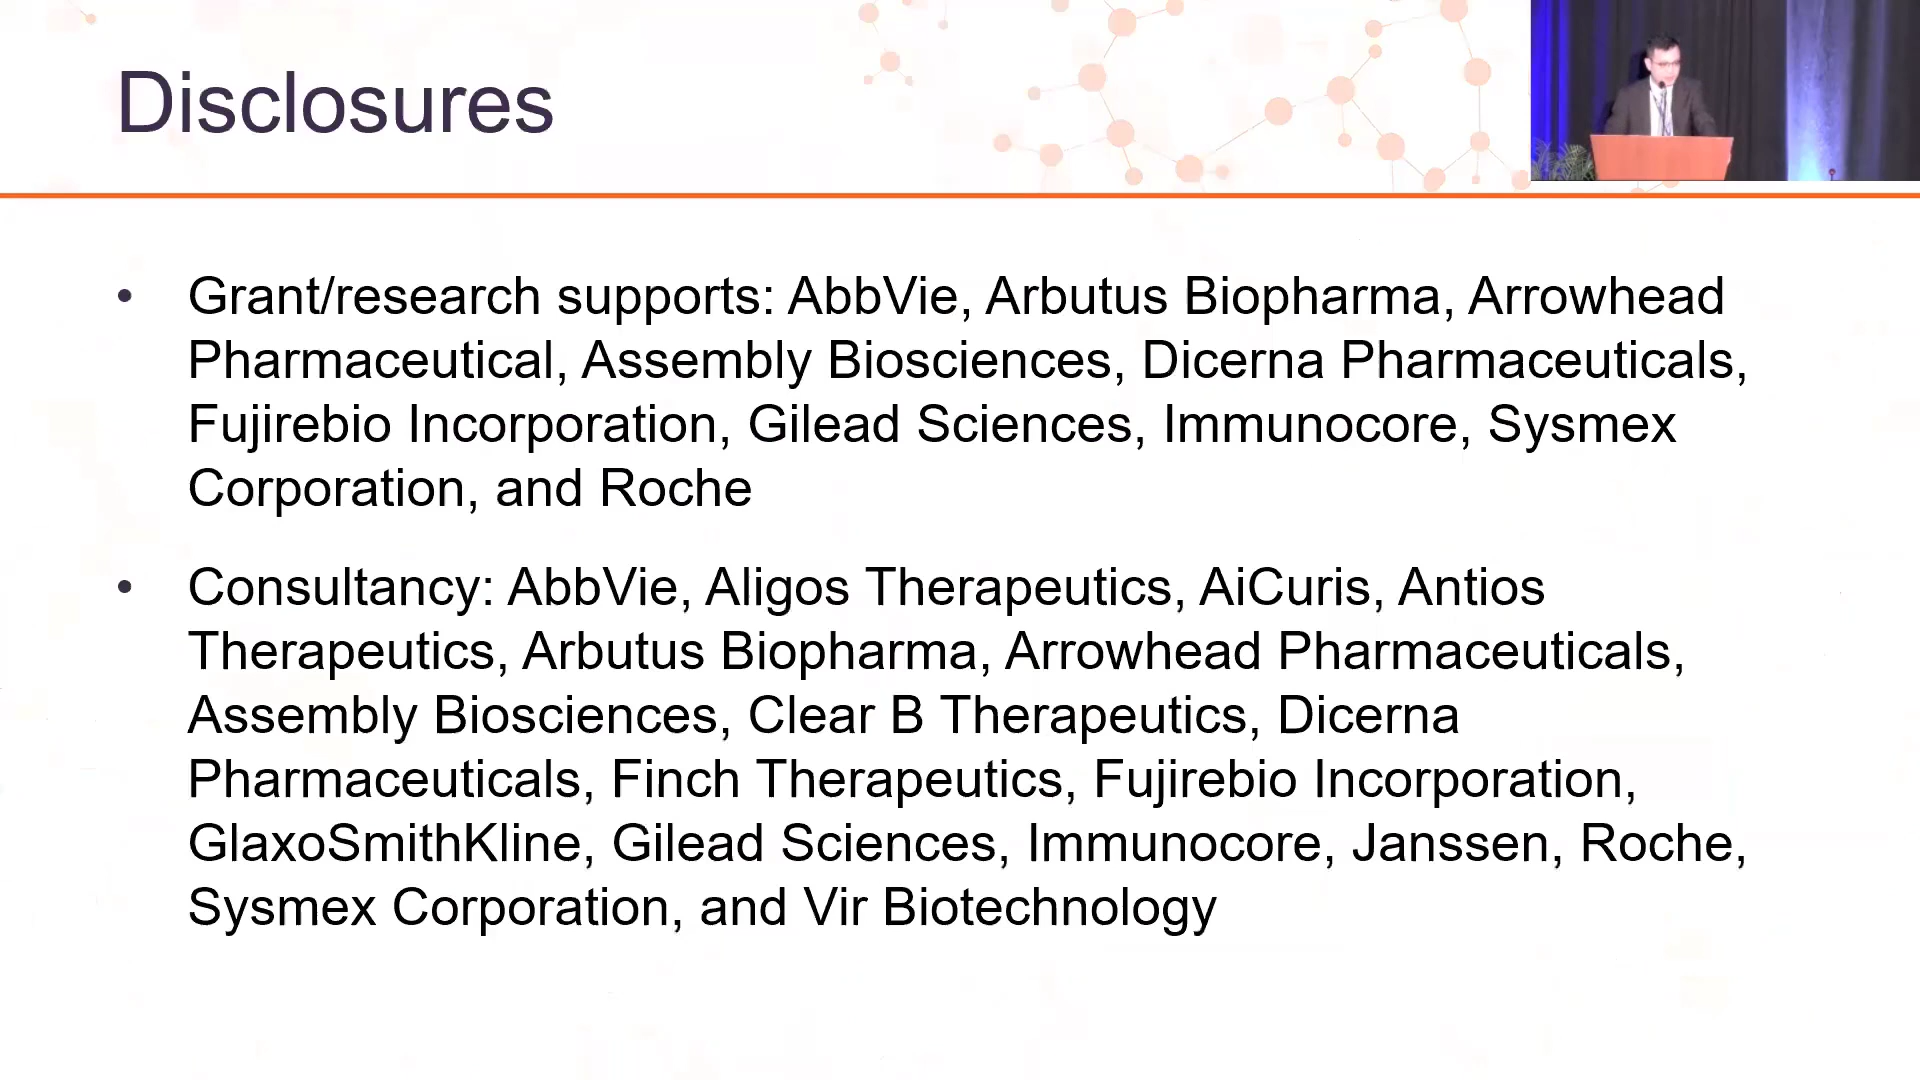 Disclosures
• Grant/research supports: AbbVie, Arbutus Biopharma, Arrowhead
Pharmaceutical, Assembly Biosciences, Dicerna Pharmaceuticals,
Fujirebio Incorporation, Gilead Sciences, Immunocore, Sysmex
Corporation, and Roche
• Consultancy: AbbVie, Aligos Therapeutics, AiCuris, Antios
Therapeutics, Arbutus Biopharma, Arrowhead Pharmaceuticals,
Assembly Biosciences, Clear B Therapeutics, Dicerna
Pharmaceuticals, Finch Therapeutics, Fujirebio Incorporation,
GlaxoSmithKline, Gilead Sciences, Immunocore, Janssen, Roche,
Sysmex Corporation, and Vir Biotechnology